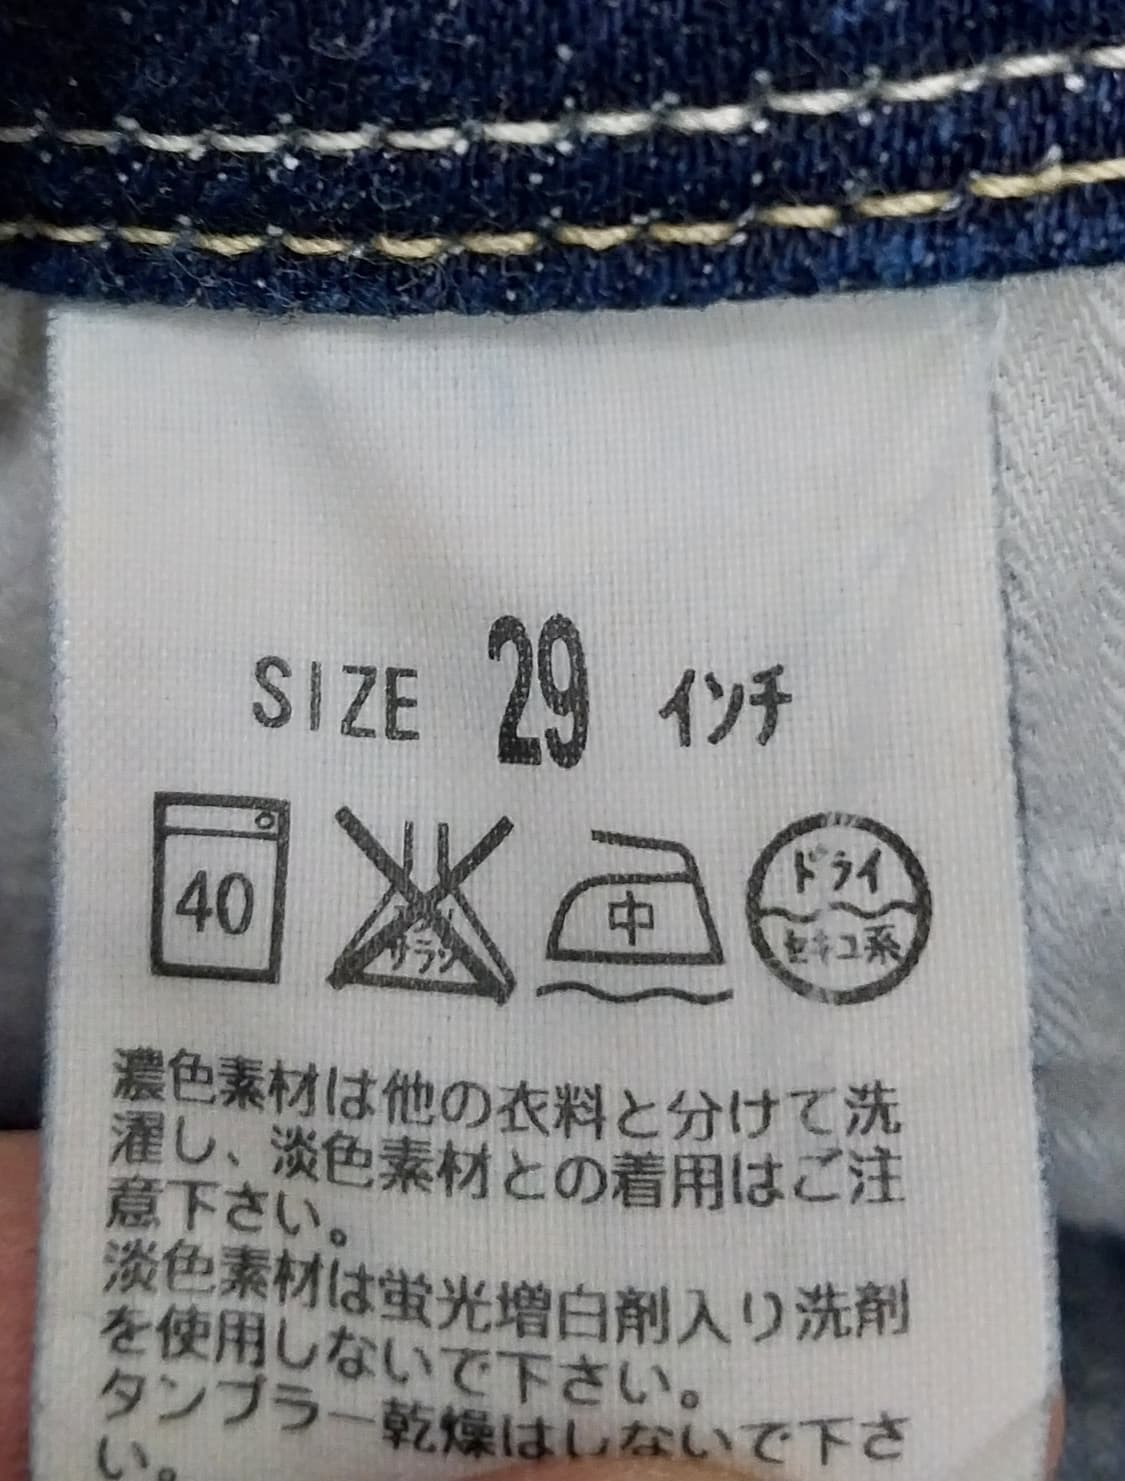 SIZE 29 インチ
40
サラシ
中
ドライ
セキユ系
濃色素材は他の衣料と分けて洗
濯し、淡色素材との着用はご注
意下さい。
淡色素材は蛍光増白剤入り洗剤
を使用しないで下さい。
タンブラー乾燥はしないで下さ
い。